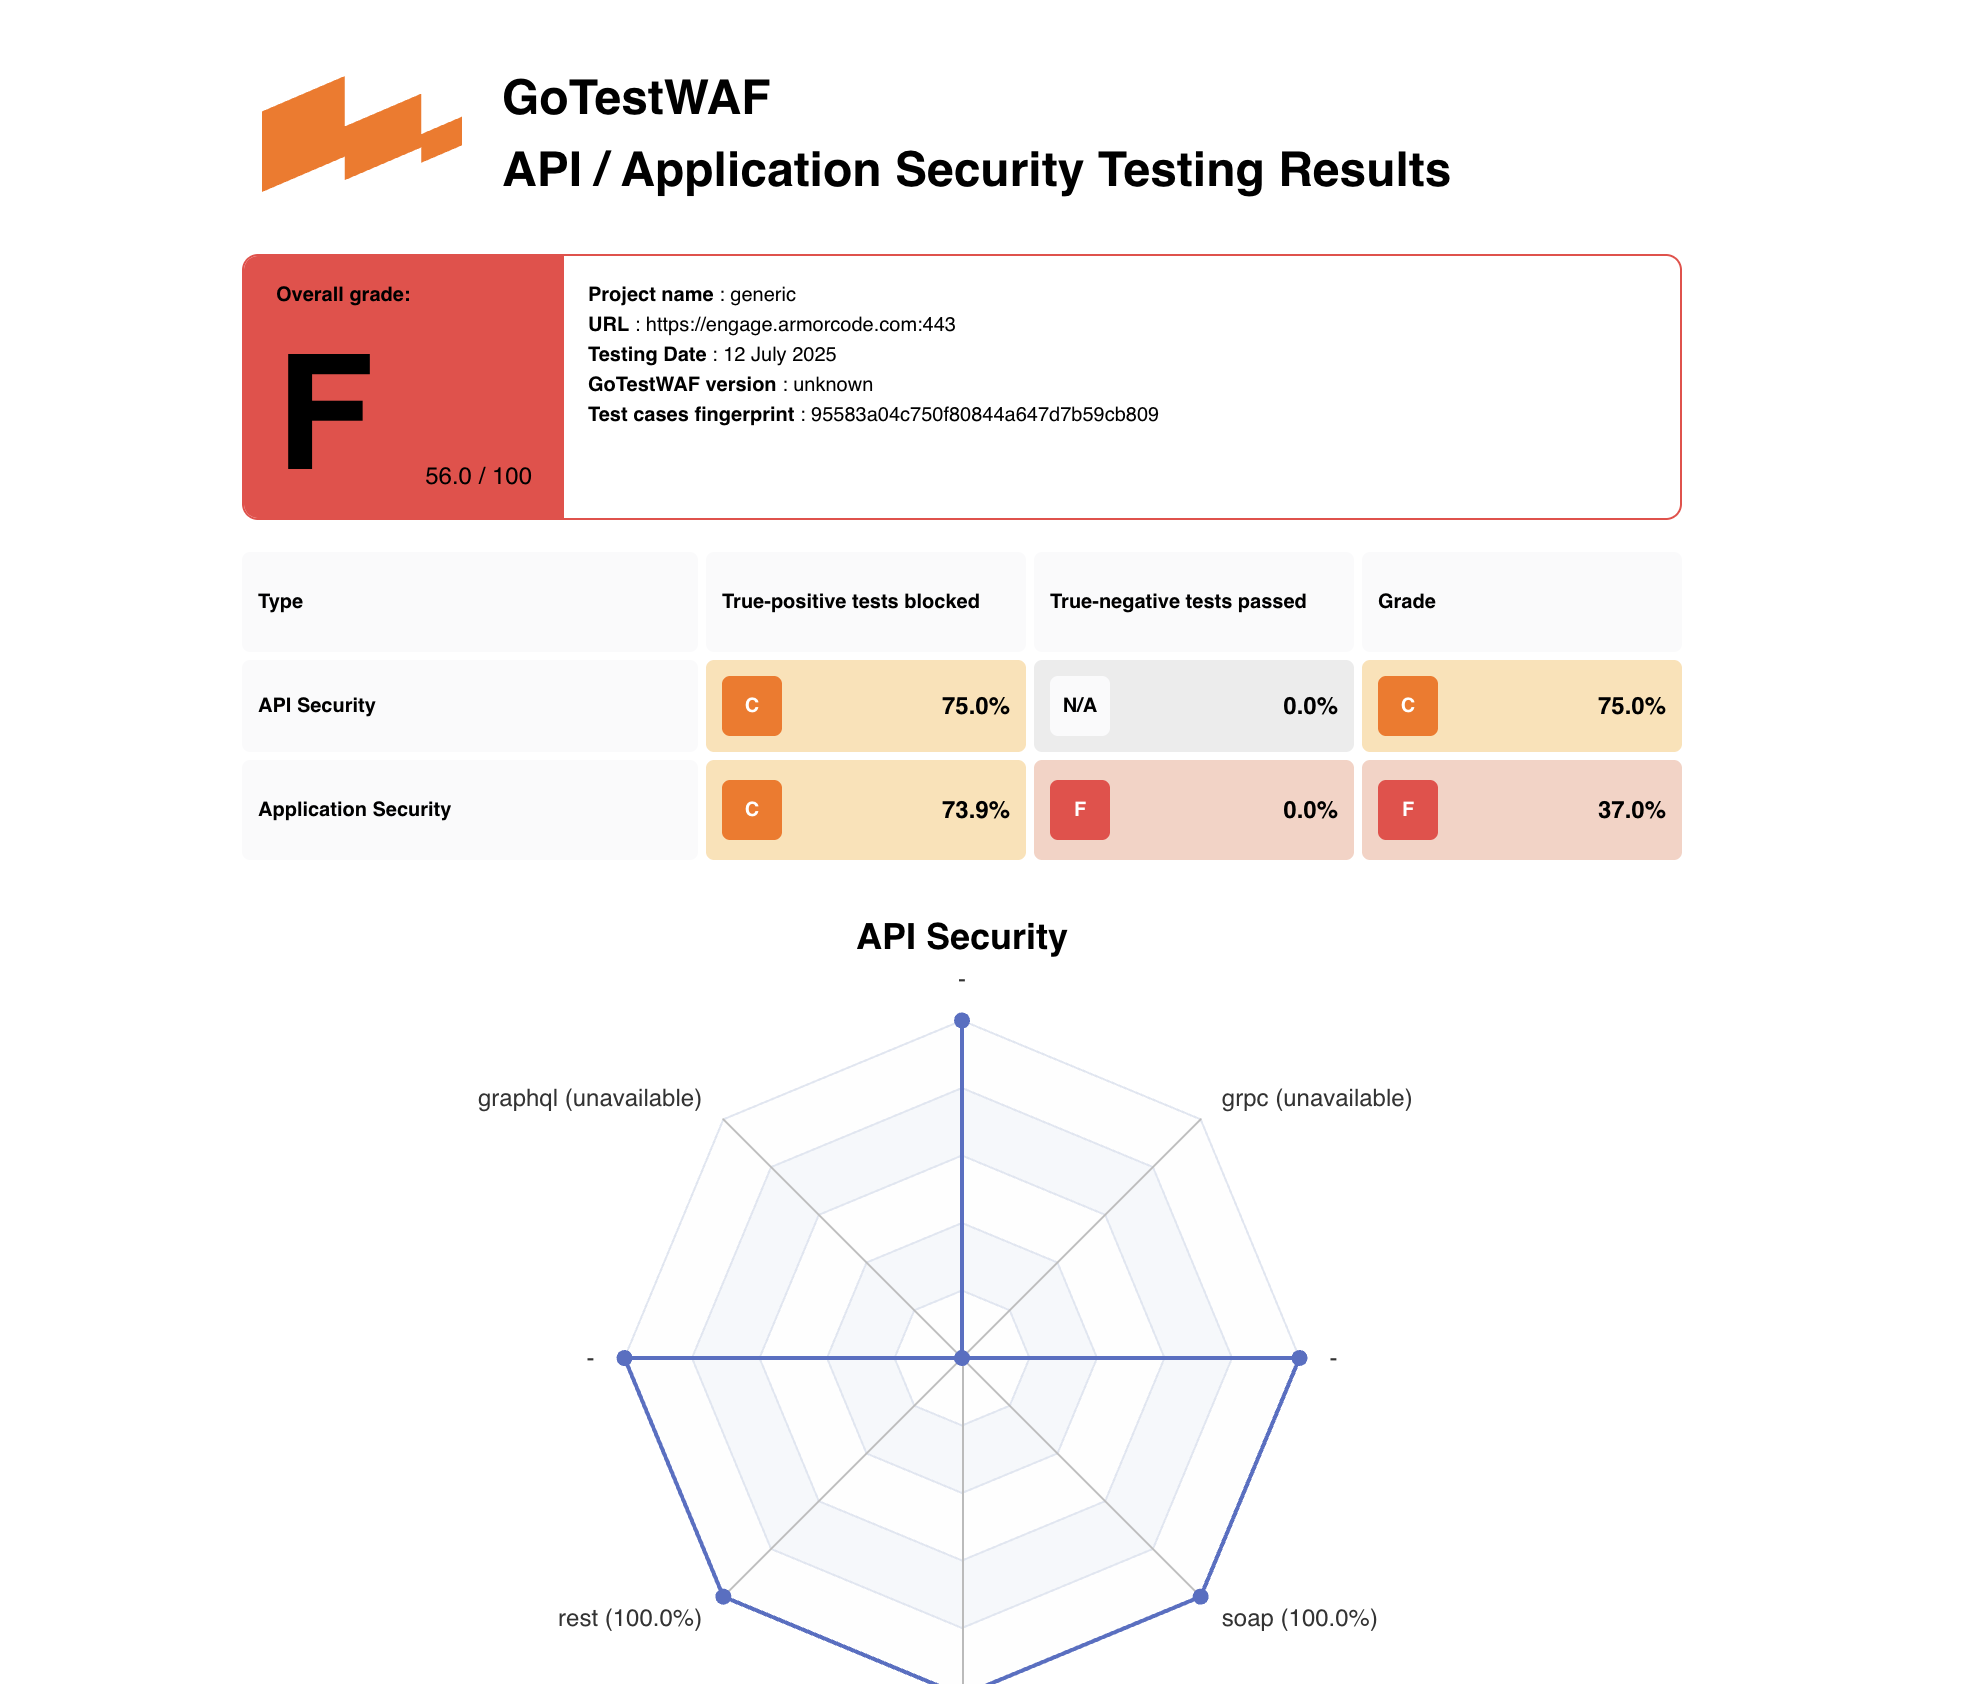 GoTestWAF
API / Application Security Testing Results
Overall grade:
F
56.0 / 100
Project name : generic
URL : https://engage.armorcode.com:443
Testing Date : 12 July 2025
GoTestWAF version : unknown
Test cases fingerprint : 95583a04c750f80844a647d7b59cb809
Type True-positive tests blocked True-negative tests passed Grade
API Security C 75.0% N/A 0.0% C 75.0%
Application Security C 73.9% F 0.0% F 37.0%
API Security
-
graphql (unavailable) grpc (unavailable)
- -
rest (100.0%) soap (100.0%)